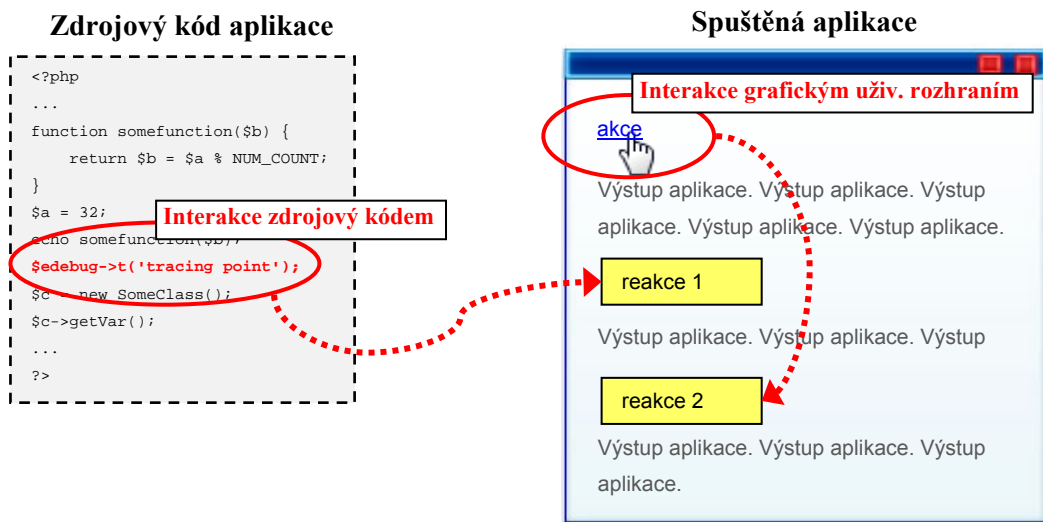 Zdrojový kód aplikace
<?php
...
function somefunction($b) {
return $b = $a % NUM_COUNT;
}
$a = 32;
Interakce zdrojový kódem
echo somefunction($b);
$edebug->t('tracing point');
$c = new SomeClass();
$c->getVar();
...
?>
Spuštěná aplikace
Interakce grafickým uživ. rozhraním
akce
Výstup aplikace. Výstup aplikace. Výstup
aplikace. Výstup aplikace. Výstup aplikace.
reakce 1
Výstup aplikace. Výstup aplikace. Výstup
reakce 2
Výstup aplikace. Výstup aplikace. Výstup
aplikace.